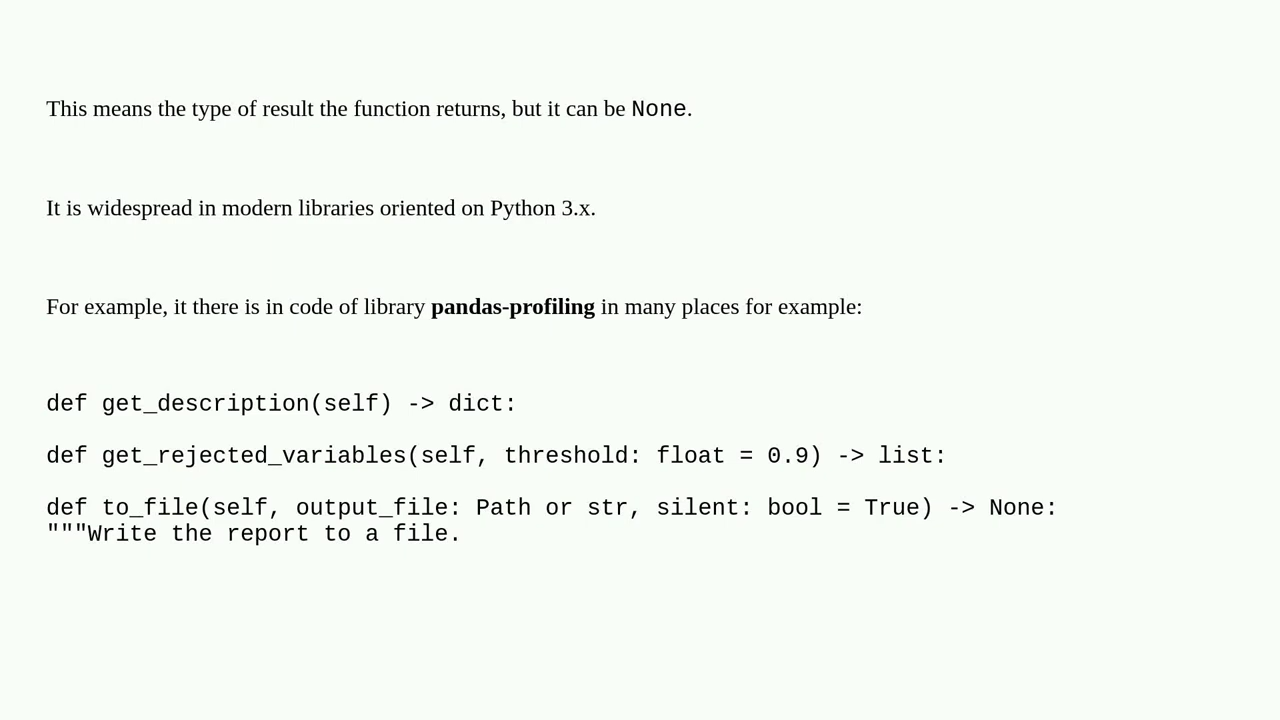 This means the type of result the function returns, but it can be None.
It is widespread in modern libraries oriented on Python 3.x.
For example, it there is in code of library pandas-profiling in many places for example:
def get_description(self) -> dict:
def get_rejected_variables(self, threshold: float = 0.9) -> list:
def to_file(self, output_file: Path or str, silent: bool = True) -> None:
"""Write the report to a file.